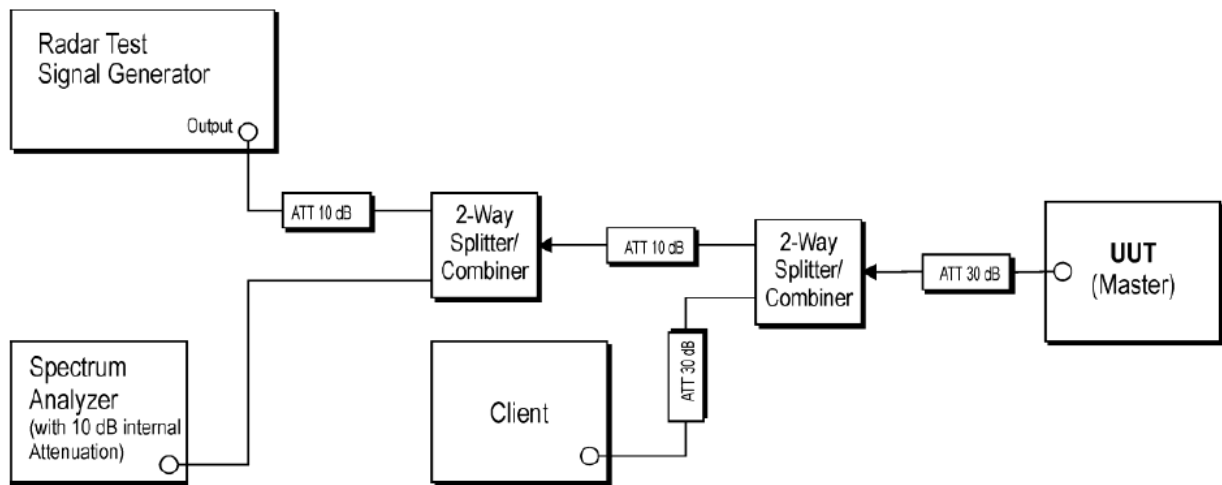 Radar Test
Signal Generator
Output
ATT 10 dB
2-Way
Splitter/
Combiner
ATT 10 dB
2-Way
Splitter/
Combiner
ATT 30 dB
UUT
(Master)
ATT 30 dB
Spectrum
Analyzer
(with 10 dB internal
Attenuation)
Client